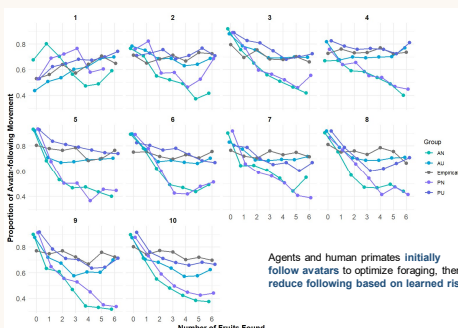 1 2 3 4
0.8
0.6
0.4
5 6 7 8
0.8
0.6
0.4
0 1 2 3 4 5 6 0 1 2 3 4 5 6
9 10
0.8
0.6
0.4
0 1 2 3 4 5 6 0 1 2 3 4 5 6
Proportion of Avatar-following Movement
Number of Fruits Found
Group
AN
AU
Empirical
PN
PU
Agents and human primates initially
follow avatars to optimize foraging, then
reduce following based on learned